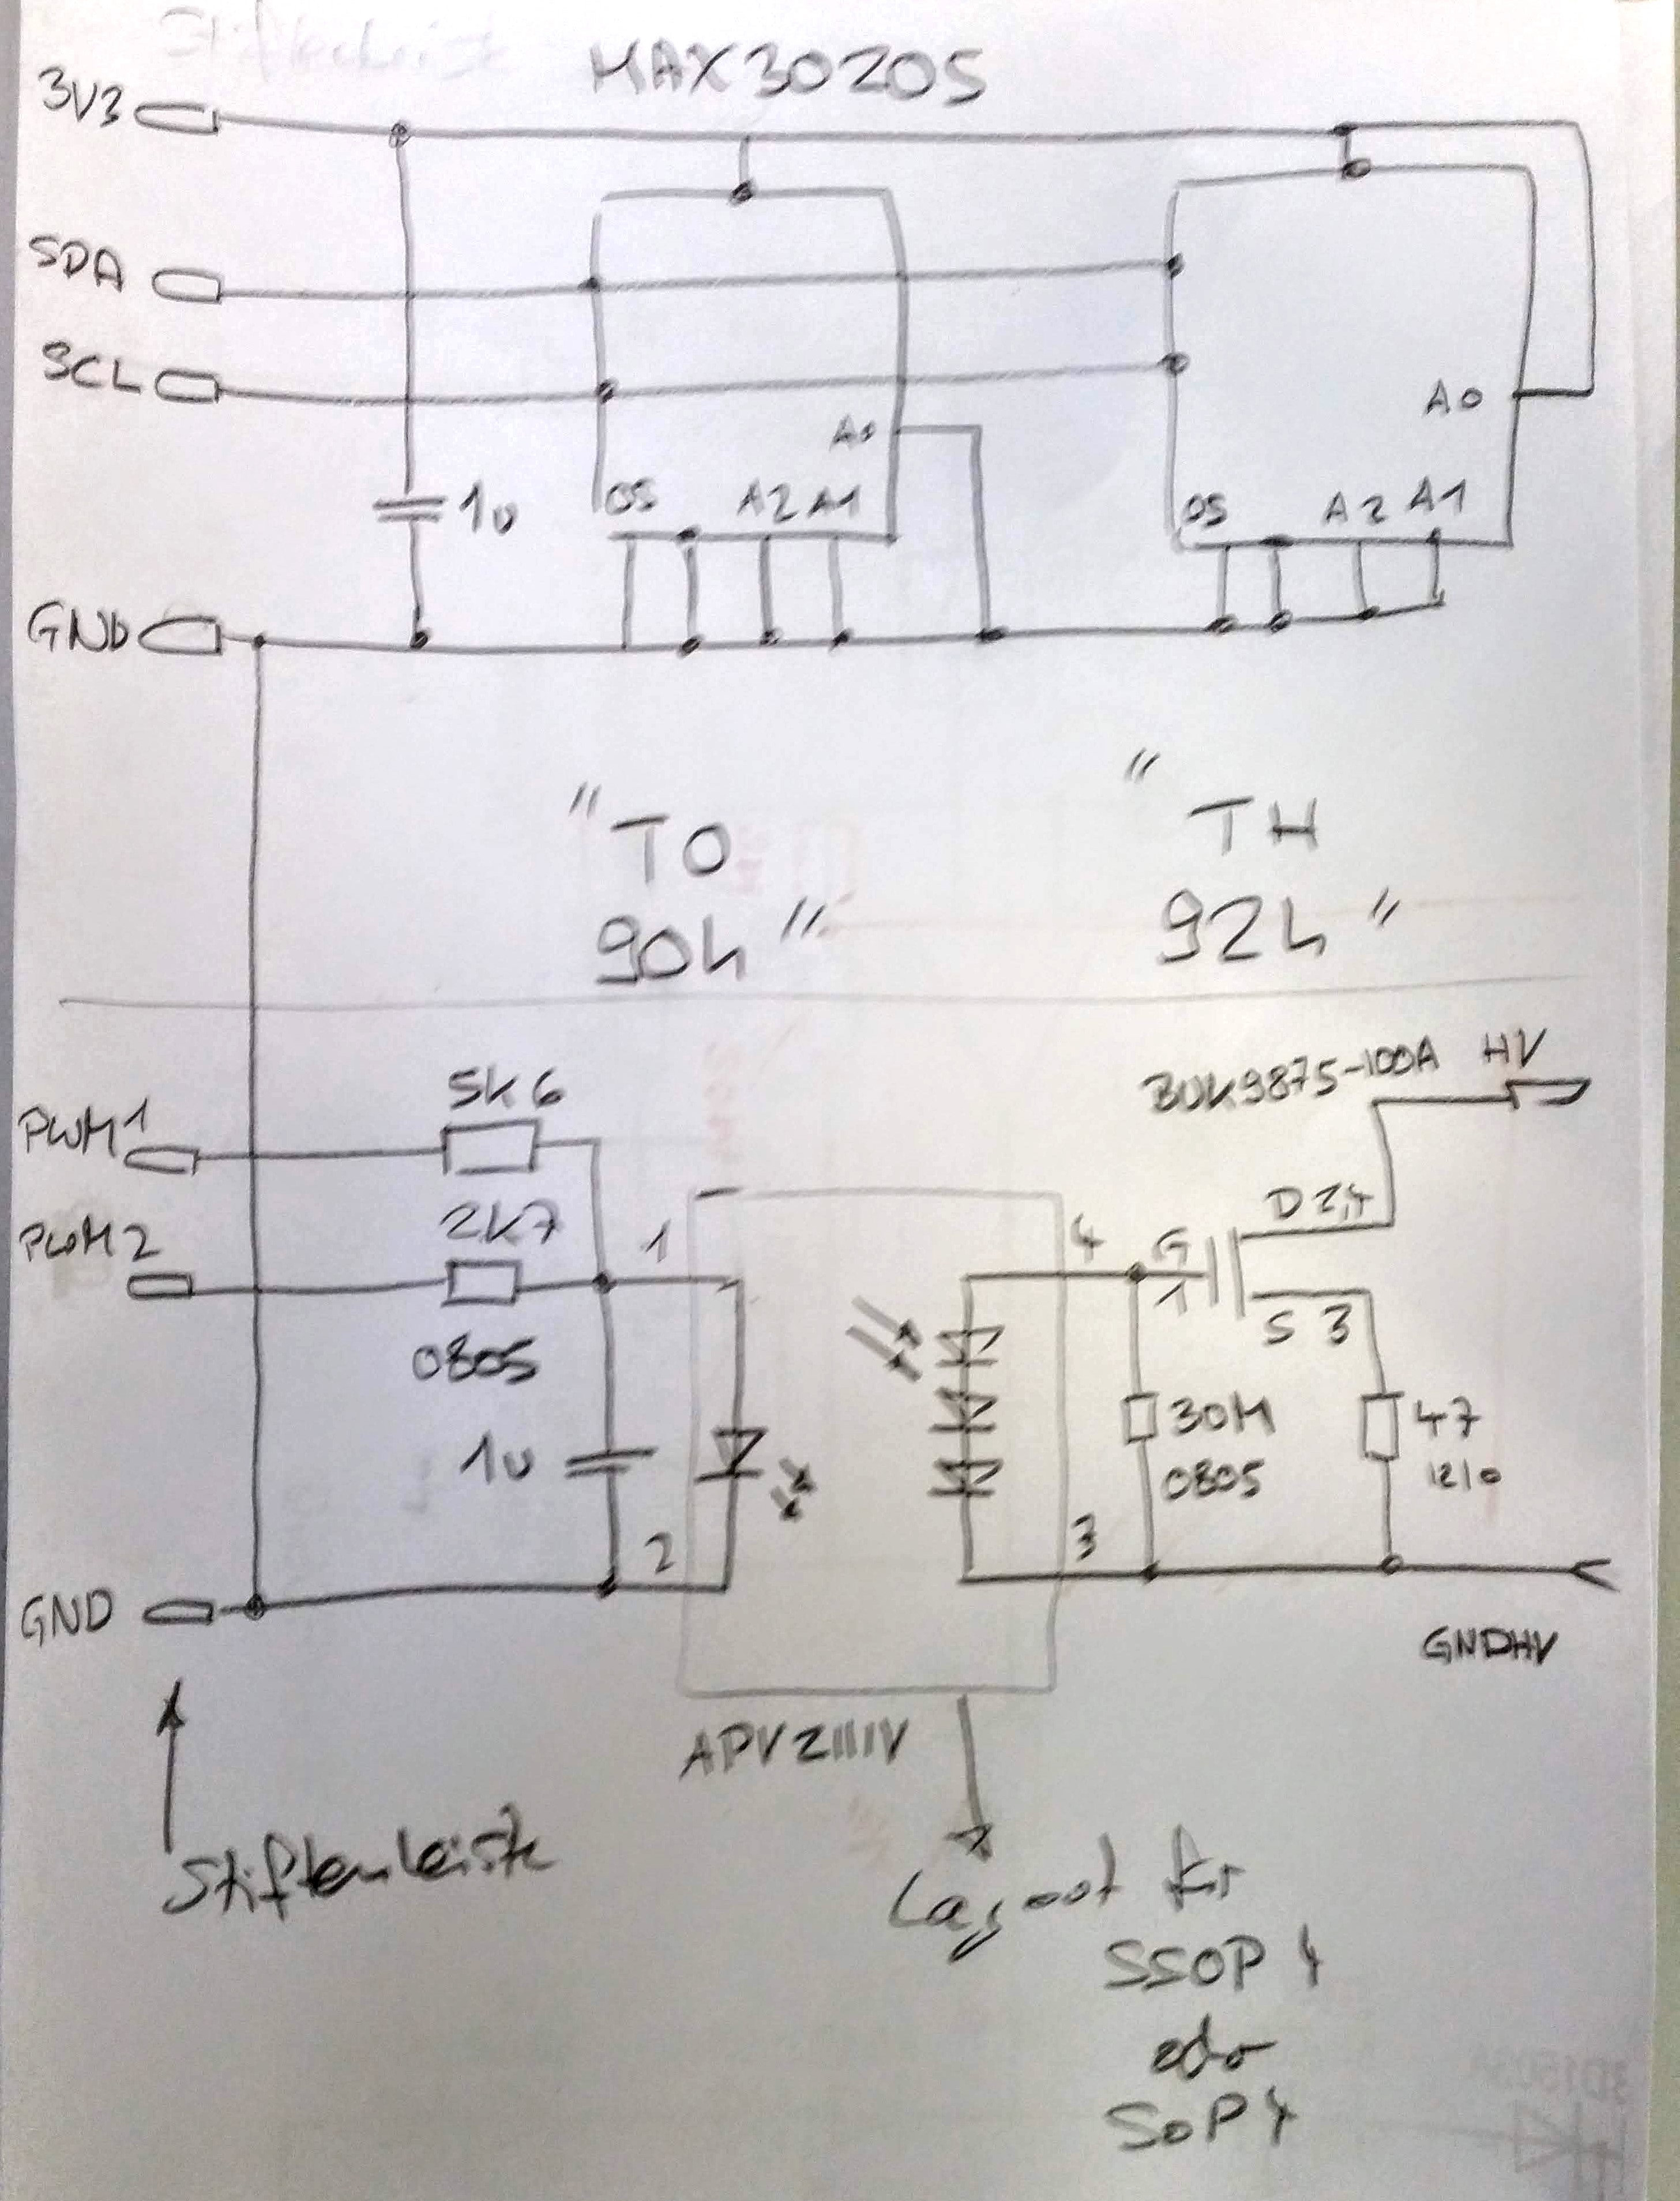 MAX30205
3V3
SDA
SCL
A0
A0
1u
OS A2 A1
OS A2 A1
GND
"TO
90h"
"TH
92h"
BUK9875-100A HV
PWM1
5k6
PWM2
2k7
0805
1
4
G
1
D 2,4
S 3
1u
30M
0805
47
1210
2
3
GND
GNDHV
APV2111V
Stiftenleiste
Layout für
SSOP4
oder
SOP4